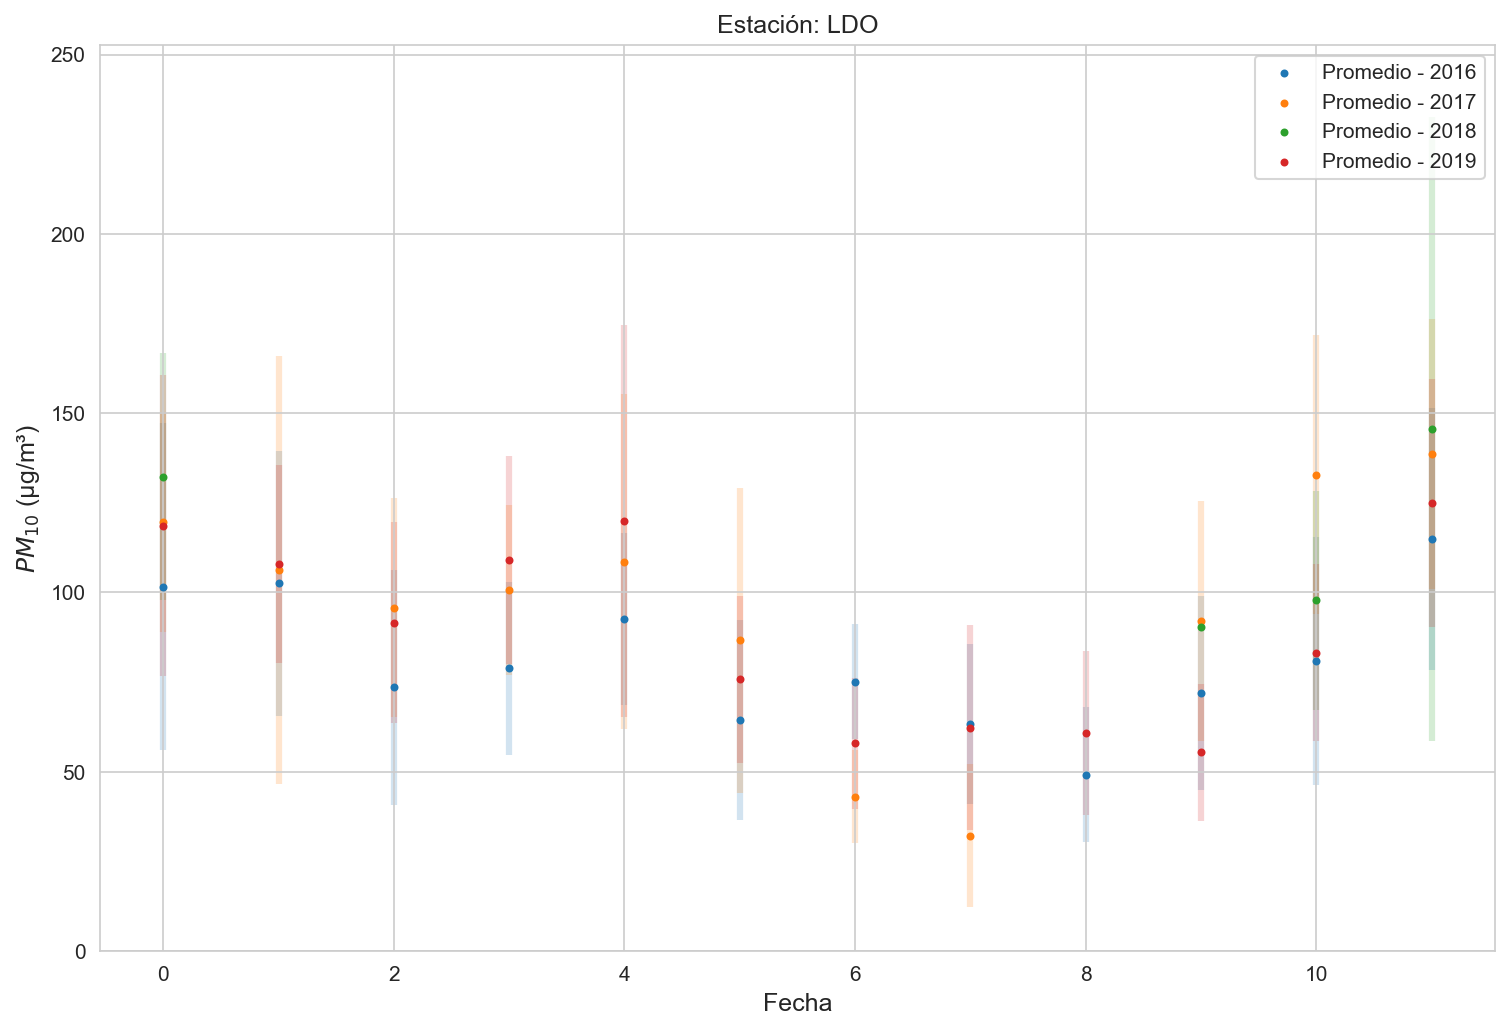 Estación: LDO
250
200
150
100
50
0
PM₁₀ (µg/m³)
0 2 4 6 8 10
Fecha
Promedio - 2016
Promedio - 2017
Promedio - 2018
Promedio - 2019